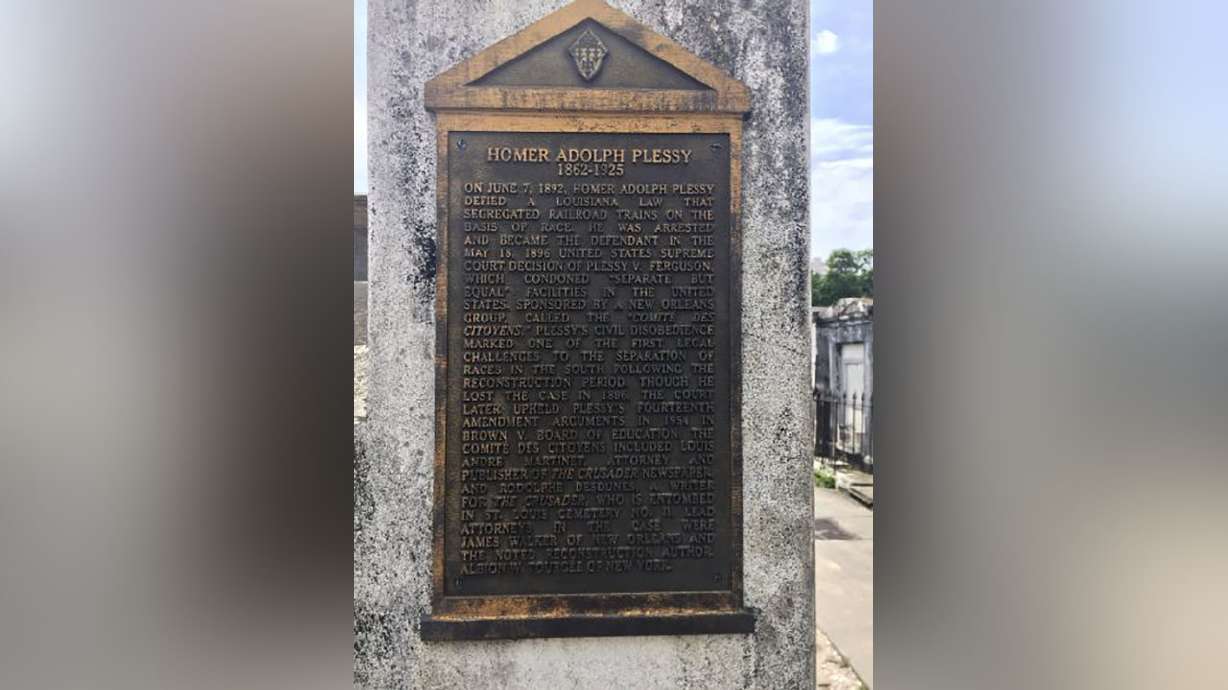 HOMER ADOLPH PLESSY
1862-1925
ON JUNE 7, 1892, HOMER ADOLPH PLESSY
DEFIED A LOUISIANA LAW THAT
SEGREGATED RAILROAD TRAINS ON THE
BASIS OF RACE. HE WAS ARRESTED
AND BECAME THE DEFENDANT IN THE
MAY 18, 1896 UNITED STATES SUPREME
COURT DECISION OF PLESSY V. FERGUSON,
WHICH CONDONED "SEPARATE BUT
EQUAL" FACILITIES IN THE UNITED
STATES. SPONSORED BY A NEW ORLEANS
GROUP, CALLED THE "COMITÉ DES
CITOYENS," PLESSY'S CIVIL DISOBEDIENCE
MARKED ONE OF THE FIRST LEGAL
CHALLENGES TO THE SEPARATION OF
RACES IN THE SOUTH FOLLOWING THE
RECONSTRUCTION PERIOD. THOUGH HE
LOST THE CASE IN 1896, THE COURT
LATER UPHELD PLESSY'S FOURTEENTH
AMENDMENT ARGUMENTS IN 1954 IN
BROWN V. BOARD OF EDUCATION. THE
COMITÉ DES CITOYENS INCLUDED LOUIS
ANDRÉ MARTINET, ATTORNEY AND
PUBLISHER OF THE CRUSADER NEWSPAPER
AND RODOLPHE DESDUNES A WRITER
FOR THE CRUSADER, WHO IS ENTOMBED
IN ST. LOUIS CEMETERY NO. II. LEAD
ATTORNEYS IN THE CASE WERE
JAMES WALKER OF NEW ORLEANS AND
THE NOTED RECONSTRUCTION AUTHOR,
ALBION W. TOURGEE OF NEW YORK.